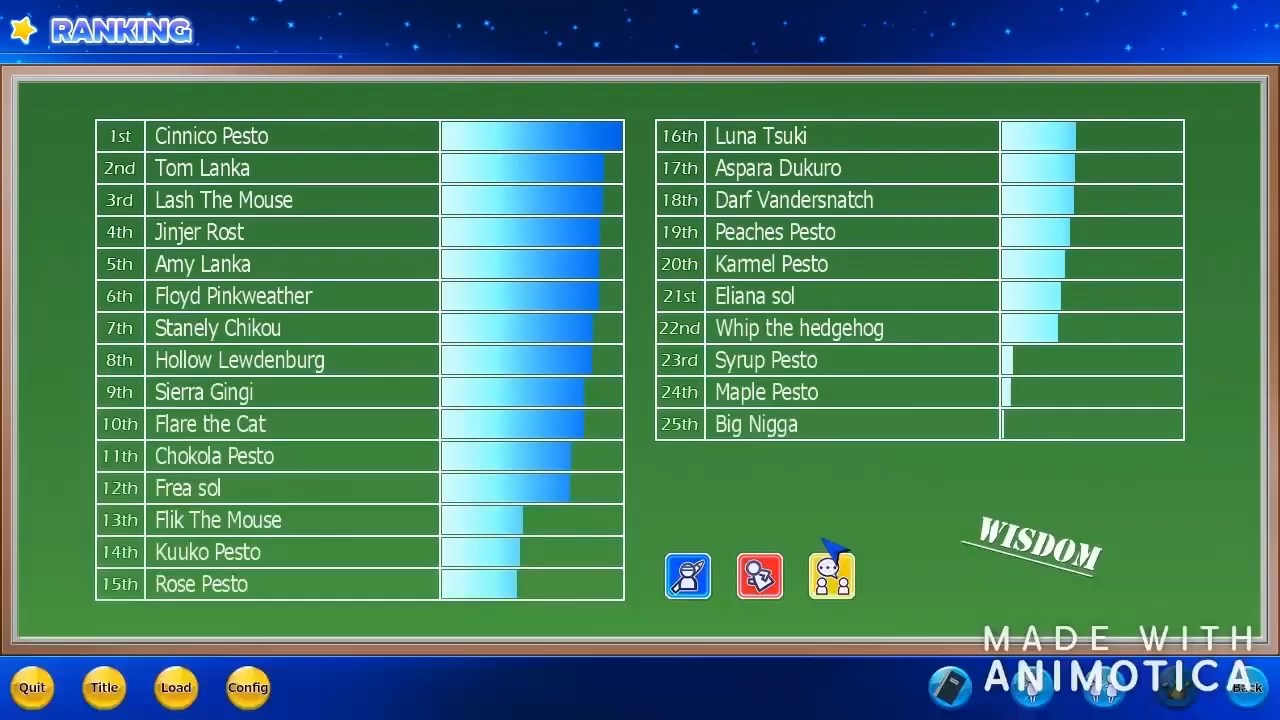 RANKING
1st Cinnico Pesto
2nd Tom Lanka
3rd Lash The Mouse
4th Jinjer Rost
5th Amy Lanka
6th Floyd Pinkweather
7th Stanely Chikou
8th Hollow Lewdenburg
9th Sierra Gingi
10th Flare the Cat
11th Chokola Pesto
12th Frea sol
13th Flik The Mouse
14th Kuuko Pesto
15th Rose Pesto
16th Luna Tsuki
17th Aspara Dukuro
18th Darf Vandersnatch
19th Peaches Pesto
20th Karmel Pesto
21st Eliana sol
22nd Whip the hedgehog
23rd Syrup Pesto
24th Maple Pesto
25th Big Nigga
WISDOM
MADE WITH
ANIMOTICA
Quit Title Load Config Back